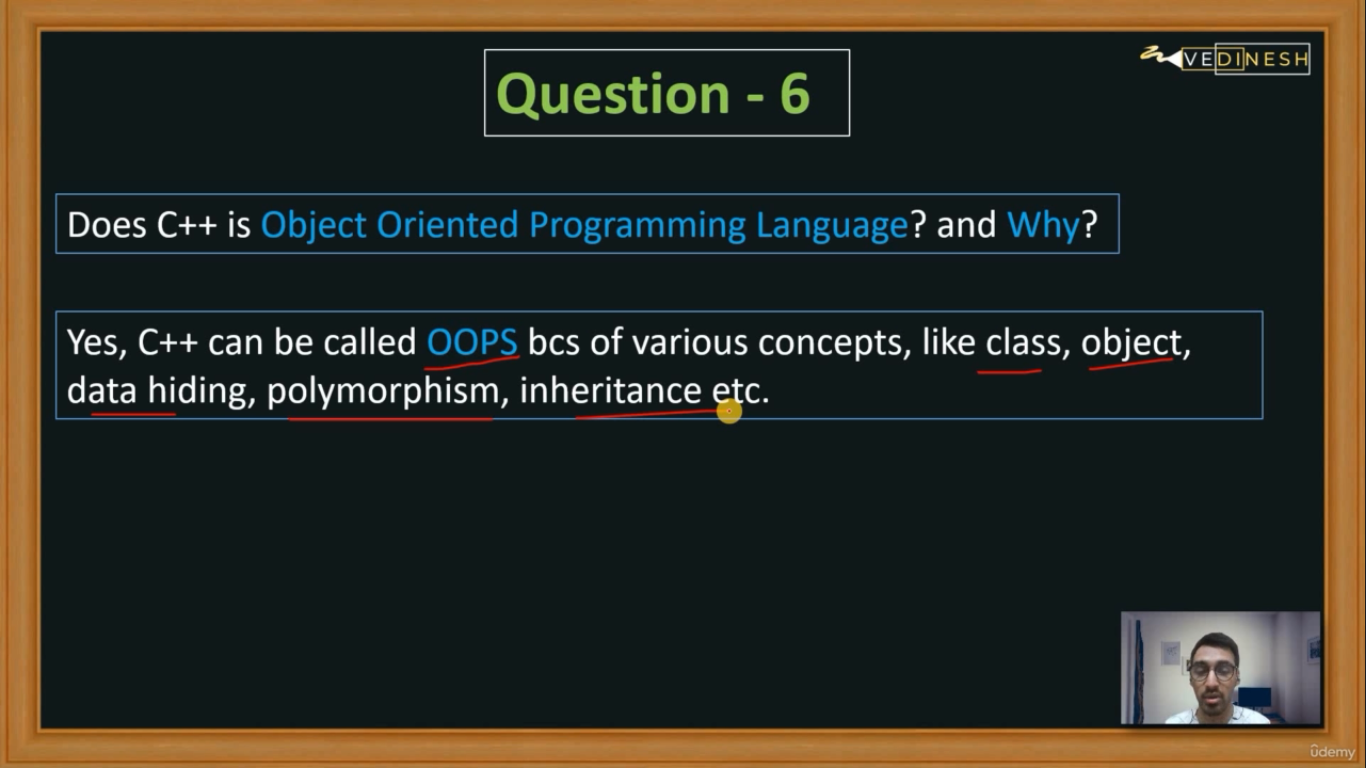 VEDINESH
Question - 6
Does C++ is Object Oriented Programming Language? and Why?
Yes, C++ can be called OOPS bcs of various concepts, like class, object,
data hiding, polymorphism, inheritance etc.
ûdemy